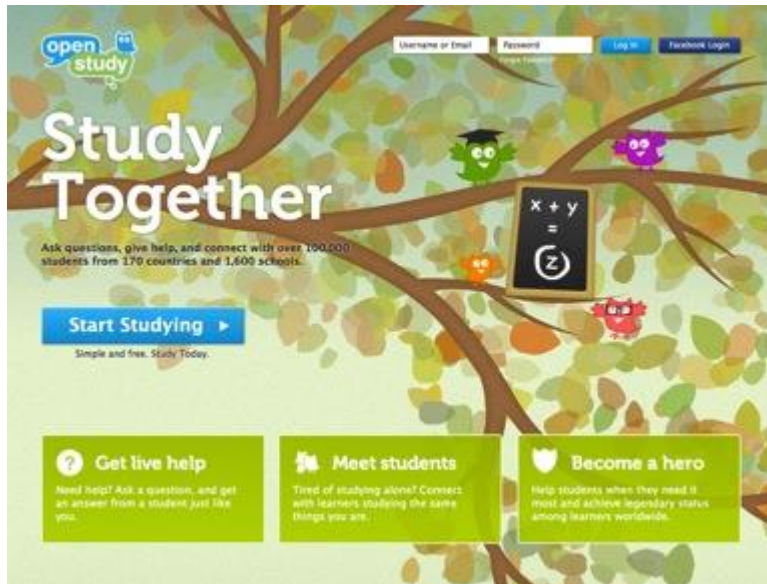 open
study
Username or Email
Password
Log In
Facebook Login
Forgot Password?
Study
Together
Ask questions, give help, and connect with over 100,000
students from 170 countries and 1,600 schools.
x + y
=
z
Start Studying
Simple and free. Study Today.
? Get live help
Need help? Ask a question, and get
an answer from a student just like
you.
Meet students
Tired of studying alone? Connect
with learners studying the same
things you are.
Become a hero
Help students when they need it
most and achieve legendary status
among learners worldwide.